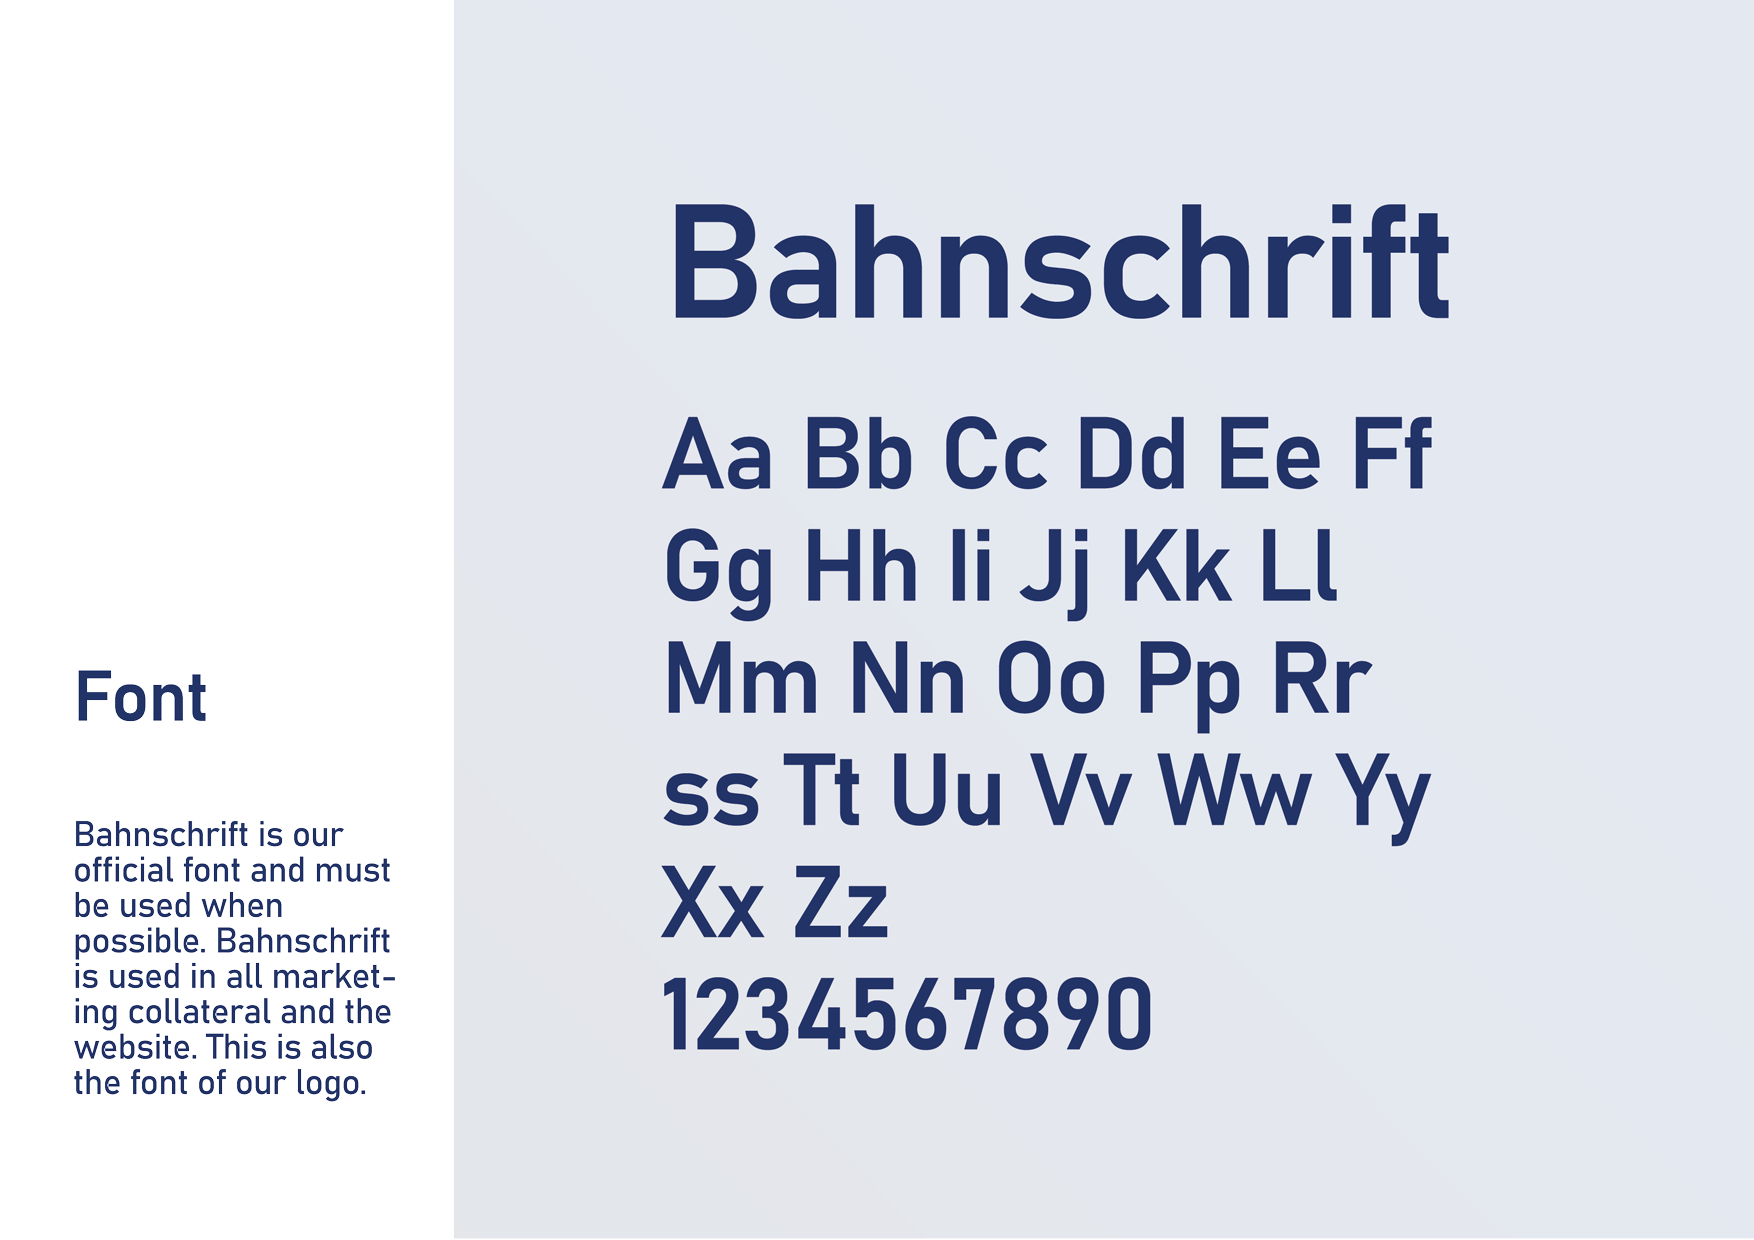 Font
Bahnschrift is our
official font and must
be used when
possible. Bahnschrift
is used in all market-
ing collateral and the
website. This is also
the font of our logo.
Bahnschrift
Aa Bb Cc Dd Ee Ff
Gg Hh Ii Jj Kk Ll
Mm Nn Oo Pp Rr
ss Tt Uu Vv Ww Yy
Xx Zz
1234567890